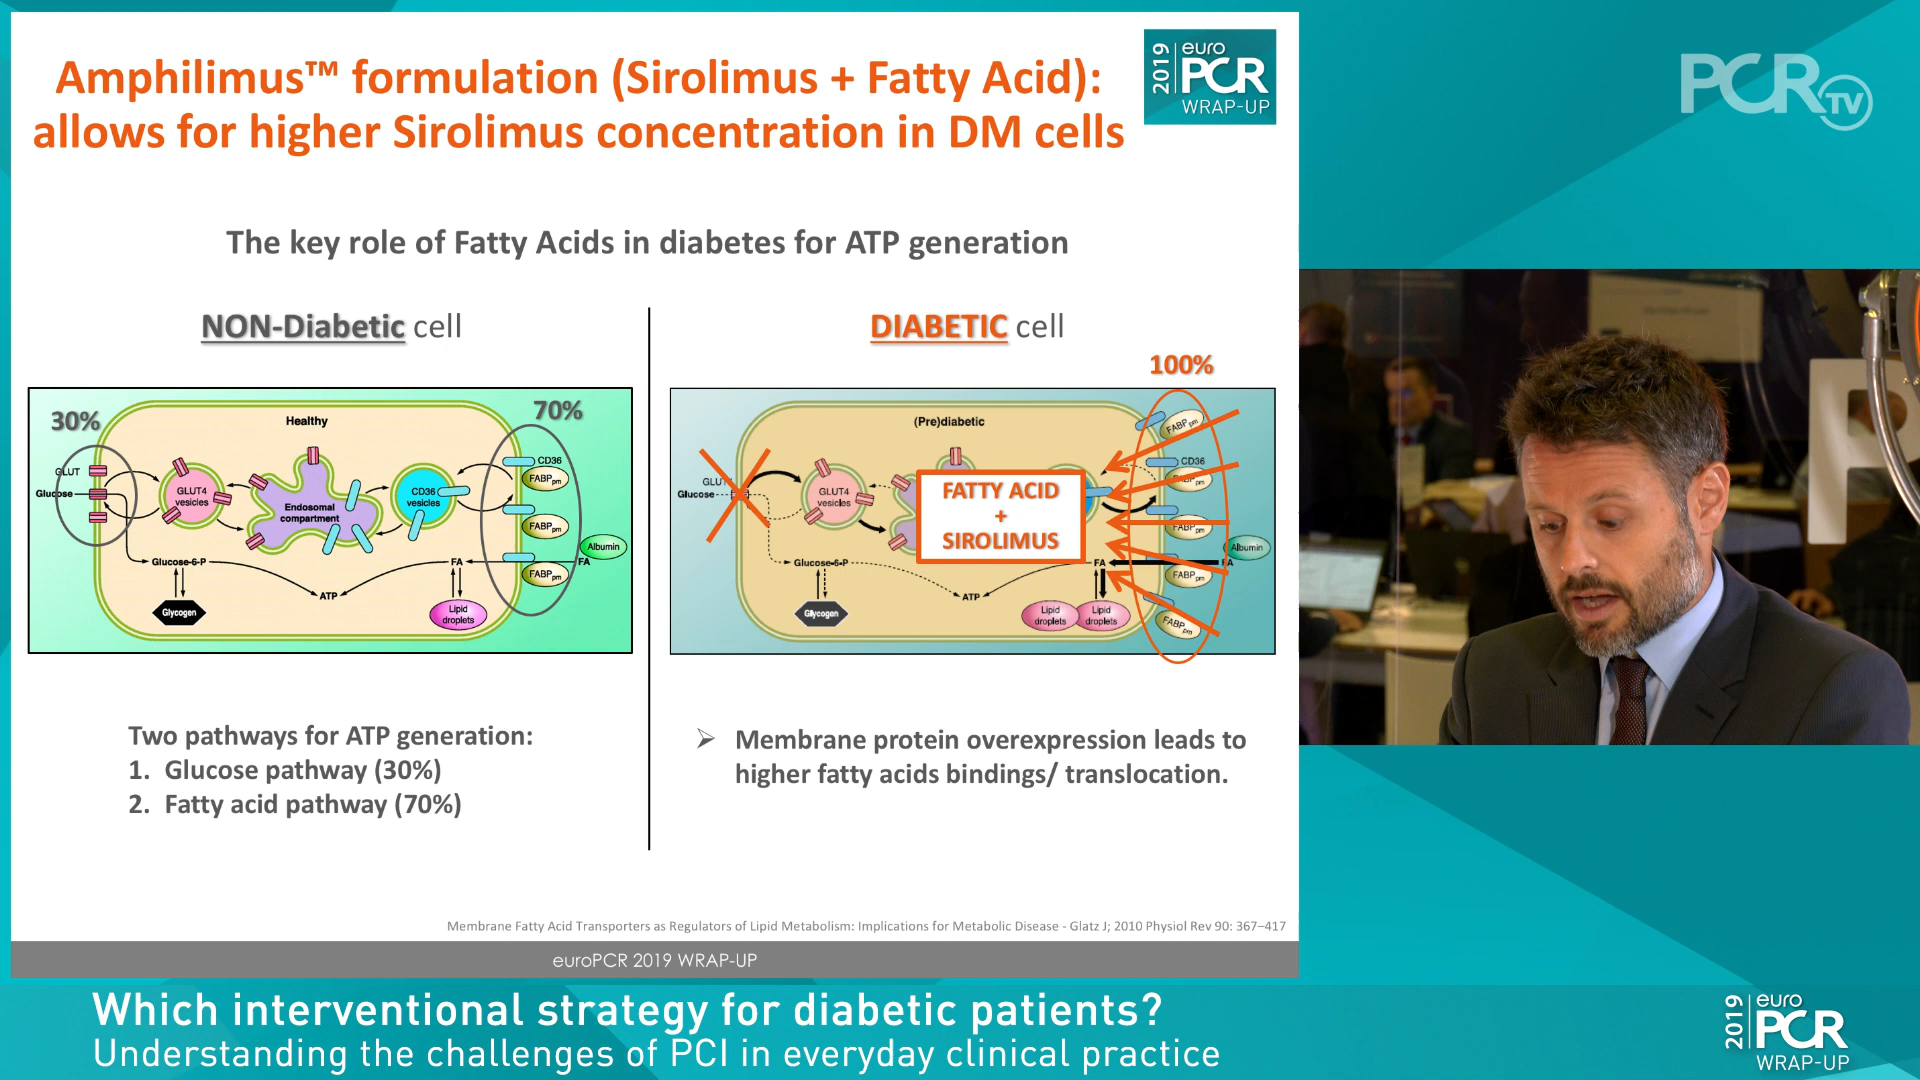 Amphilimus™ formulation (Sirolimus + Fatty Acid):
allows for higher Sirolimus concentration in DM cells
2019
euro
PCR
WRAP-UP
PCR TV
The key role of Fatty Acids in diabetes for ATP generation
NON-Diabetic cell
30%
70%
Healthy
GLUT
Glucose
GLUT4
vesicles
Endosomal
compartment
CD36
vesicles
CD36
FABPpm
FABPpm
FABPpm
Albumin
FA
FA
Glucose-6-P
ATP
Glycogen
Lipid
droplets
Two pathways for ATP generation:
1. Glucose pathway (30%)
2. Fatty acid pathway (70%)
DIABETIC cell
100%
(Pre)diabetic
GLUT
Glucose
GLUT4
vesicles
FATTY ACID
+
SIROLIMUS
FABPpm
CD36
FABPpm
FABPpm
FABPpm
FABPpm
Albumin
FA
FA
Glucose-6-P
ATP
Glycogen
Lipid
droplets
Lipid
droplets
➢ Membrane protein overexpression leads to
higher fatty acids bindings/ translocation.
Membrane Fatty Acid Transporters as Regulators of Lipid Metabolism: Implications for Metabolic Disease - Glatz J; 2010 Physiol Rev 90: 367–417
euroPCR 2019 WRAP-UP
Which interventional strategy for diabetic patients?
Understanding the challenges of PCI in everyday clinical practice
2019
euro
PCR
WRAP-UP